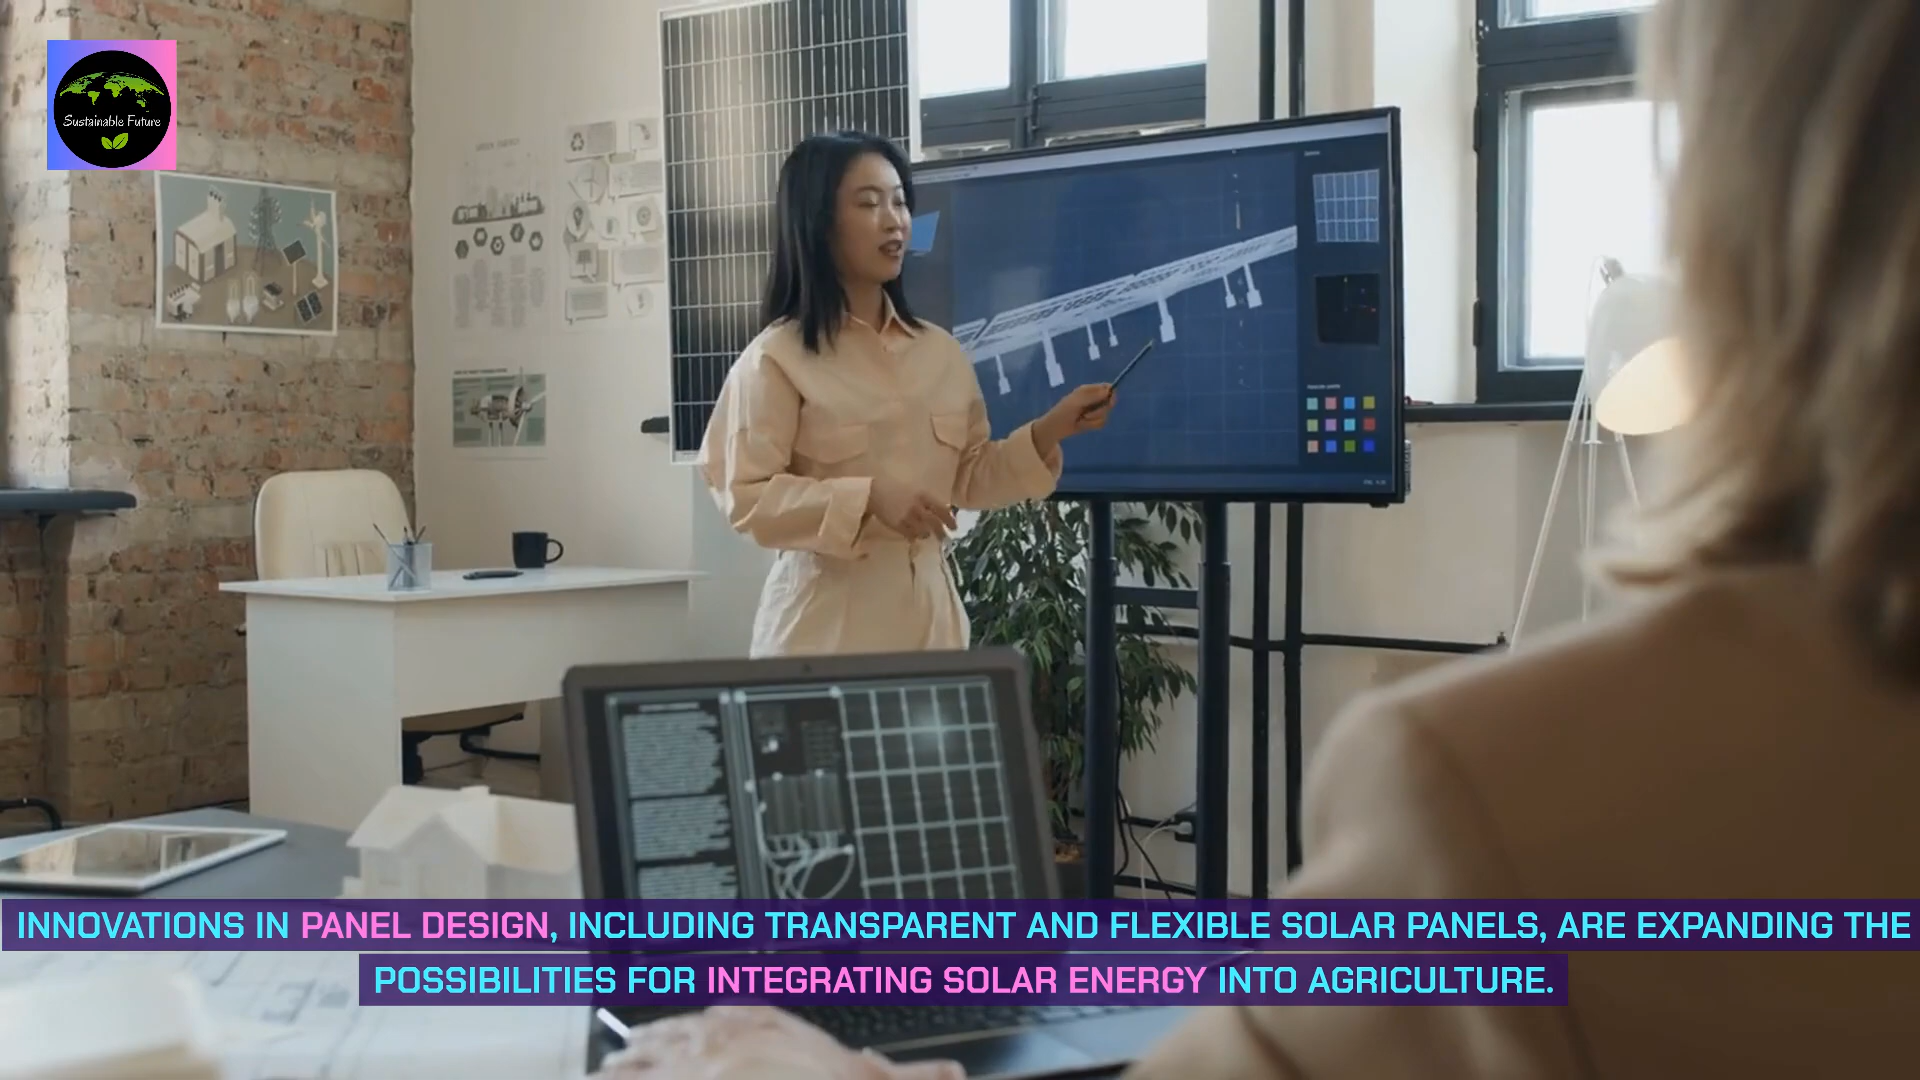 Sustainable Future
INNOVATIONS IN PANEL DESIGN, INCLUDING TRANSPARENT AND FLEXIBLE SOLAR PANELS, ARE EXPANDING THE
POSSIBILITIES FOR INTEGRATING SOLAR ENERGY INTO AGRICULTURE.